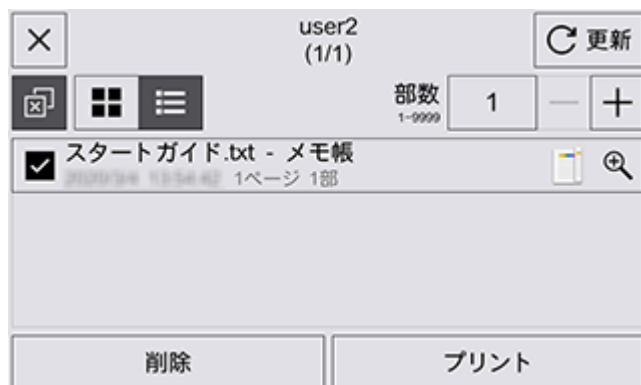 user2
(1/1)
更新
部数
1-9999
1
スタートガイド.txt - メモ帳
1ページ 1部
削除
プリント